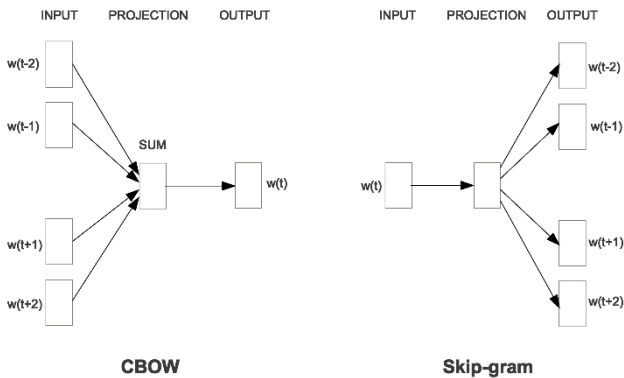 INPUT PROJECTION OUTPUT
w(t-2)
w(t-1)
SUM
w(t)
w(t+1)
w(t+2)
CBOW
INPUT PROJECTION OUTPUT
w(t-2)
w(t-1)
w(t)
w(t+1)
w(t+2)
Skip-gram